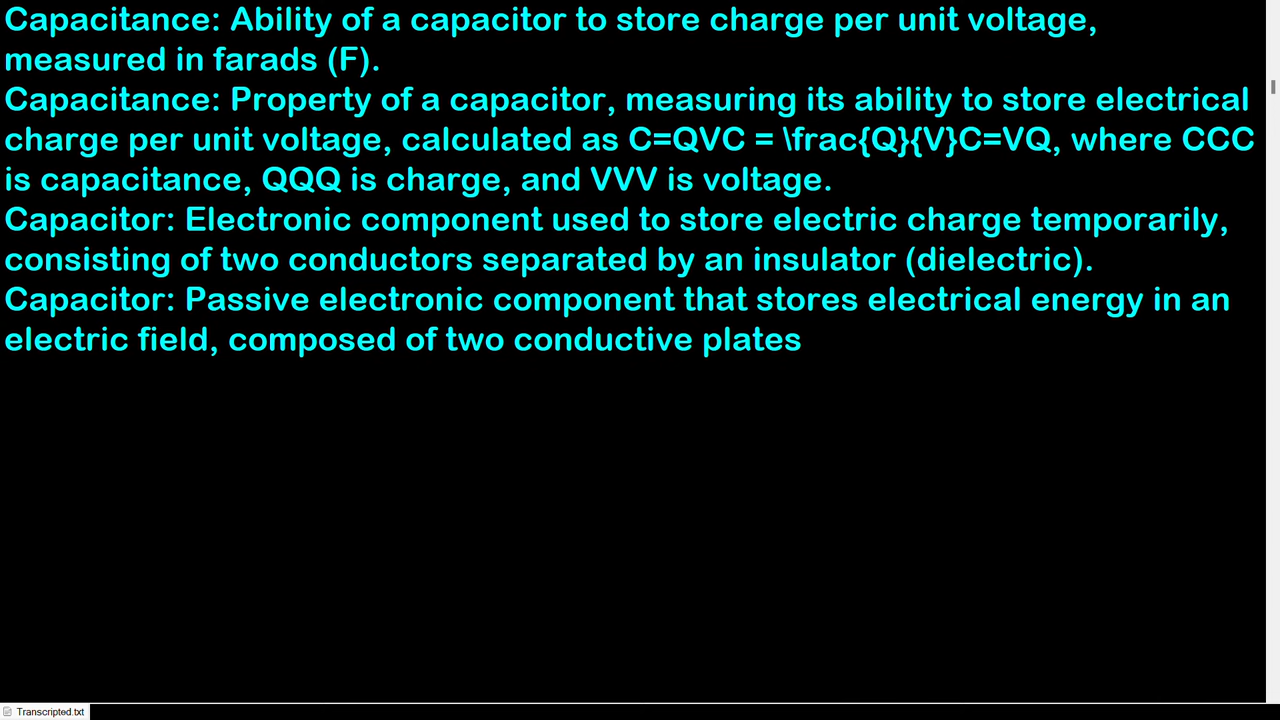 Capacitance: Ability of a capacitor to store charge per unit voltage,
measured in farads (F).
Capacitance: Property of a capacitor, measuring its ability to store electrical
charge per unit voltage, calculated as C=QVC = \frac{Q}{V}C=VQ, where CCC
is capacitance, QQQ is charge, and VVV is voltage.
Capacitor: Electronic component used to store electric charge temporarily,
consisting of two conductors separated by an insulator (dielectric).
Capacitor: Passive electronic component that stores electrical energy in an
electric field, composed of two conductive plates
Transcripted.txt